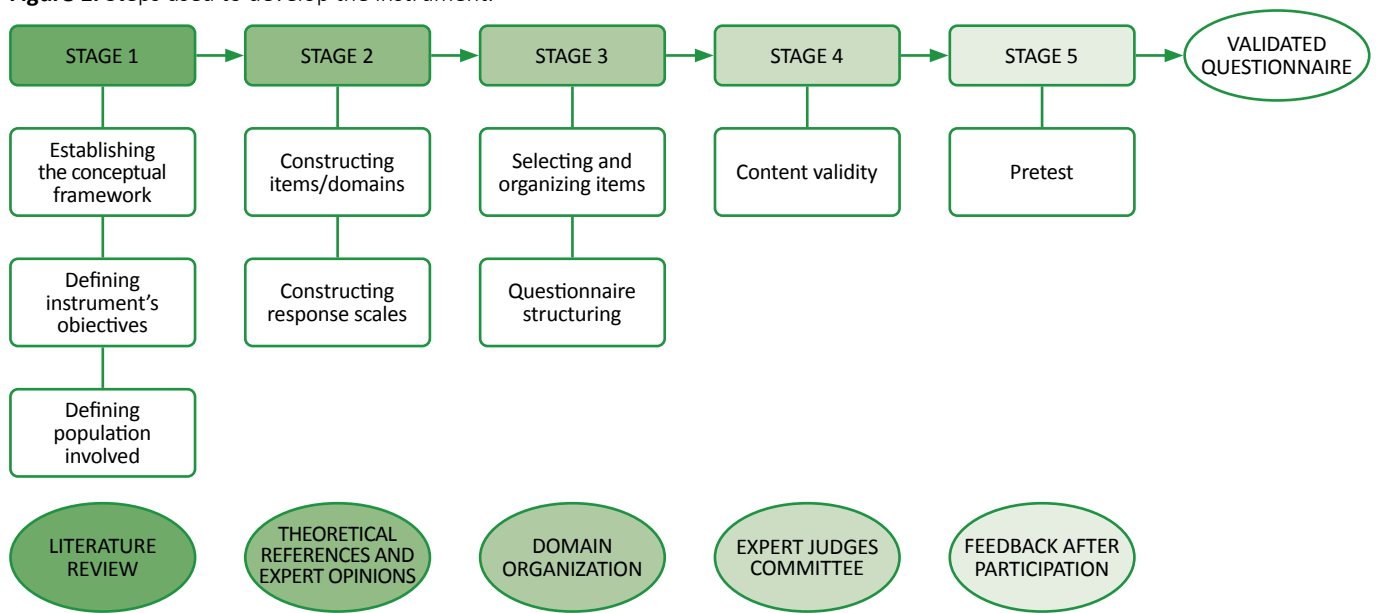 STAGE 1
STAGE 2
STAGE 3
STAGE 4
STAGE 5
VALIDATED
QUESTIONNAIRE
Establishing
the conceptual
framework
Constructing
items/domains
Selecting and
organizing items
Content validity
Pretest
Defining
instrument's
objectives
Constructing
response scales
Questionnaire
structuring
Defining
population
involved
LITERATURE
REVIEW
THEORETICAL
REFERENCES AND
EXPERT OPINIONS
DOMAIN
ORGANIZATION
EXPERT JUDGES
COMMITTEE
FEEDBACK AFTER
PARTICIPATION